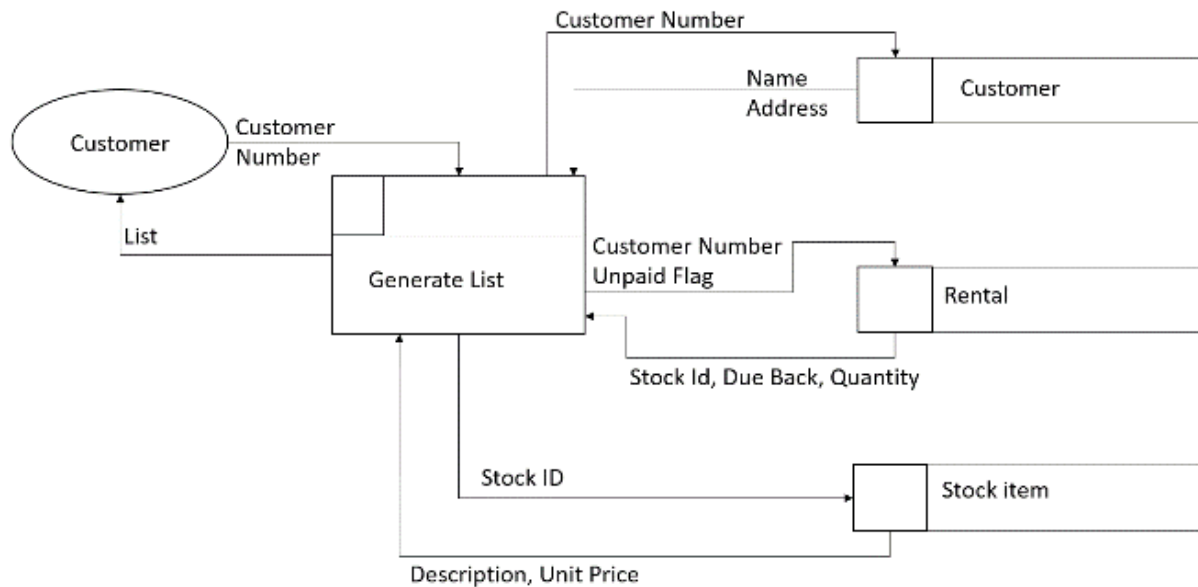 Customer Number
Name
Address
Customer
Customer
Customer
Number
List
Generate List
Customer Number
Unpaid Flag
Rental
Stock Id, Due Back, Quantity
Stock ID
Stock item
Description, Unit Price